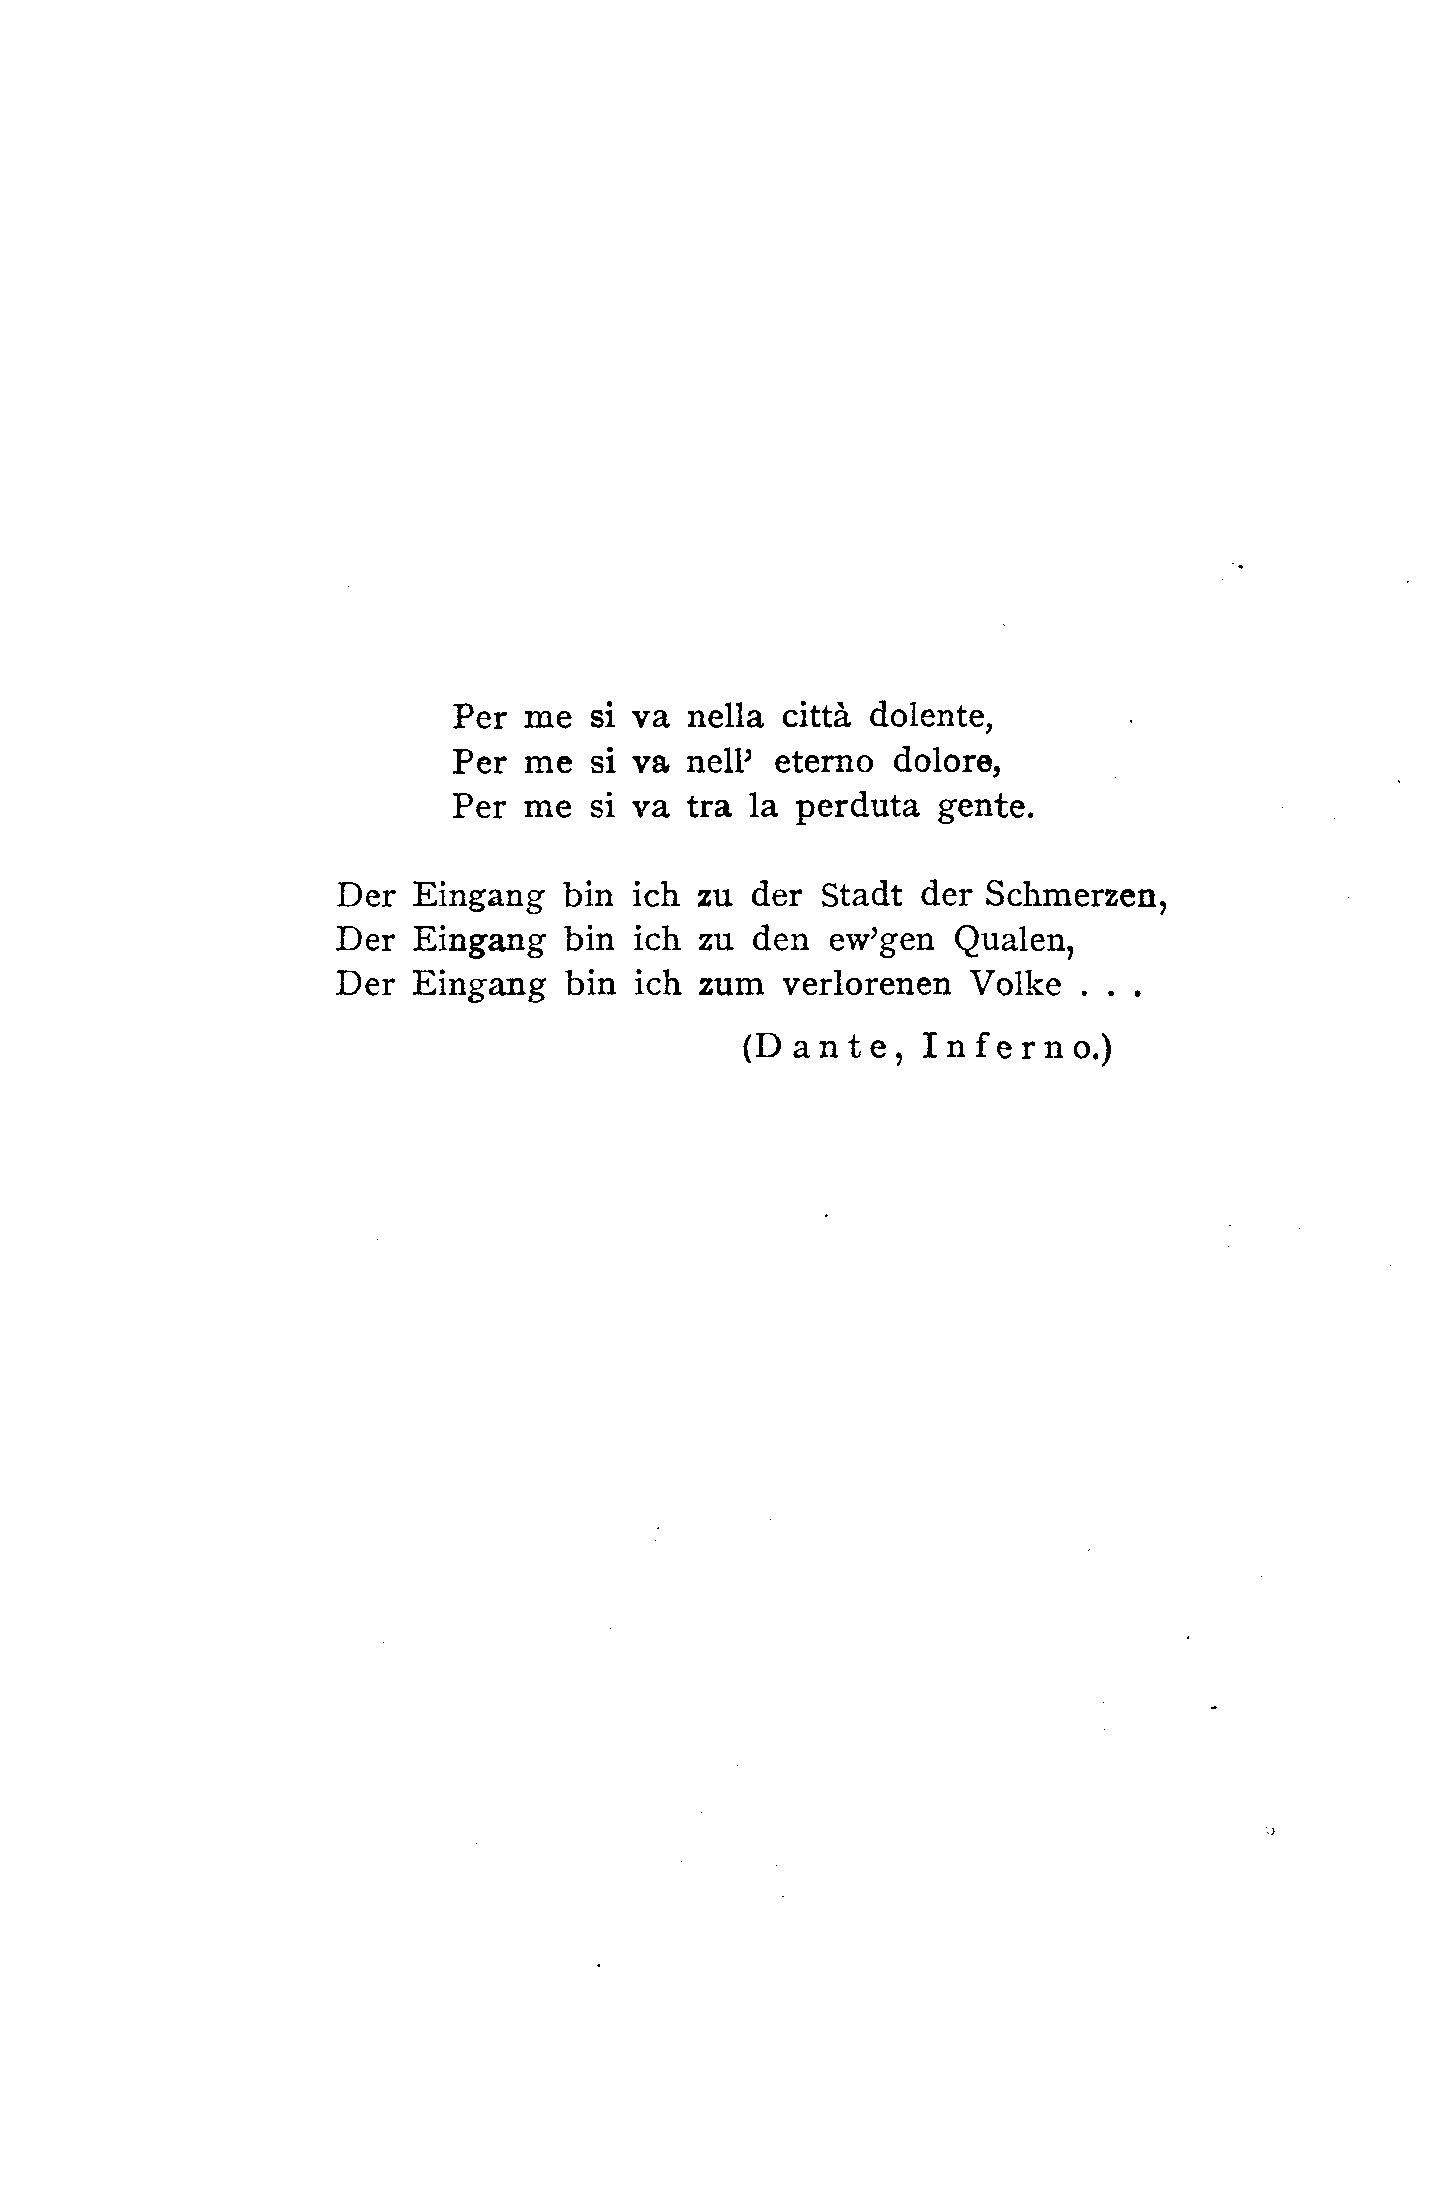 Per me si va nella città dolente,
Per me si va nell' eterno dolore,
Per me si va tra la perduta gente.
Der Eingang bin ich zu der Stadt der Schmerzen,
Der Eingang bin ich zu den ew'gen Qualen,
Der Eingang bin ich zum verlorenen Volke . . .
(Dante, Inferno.)